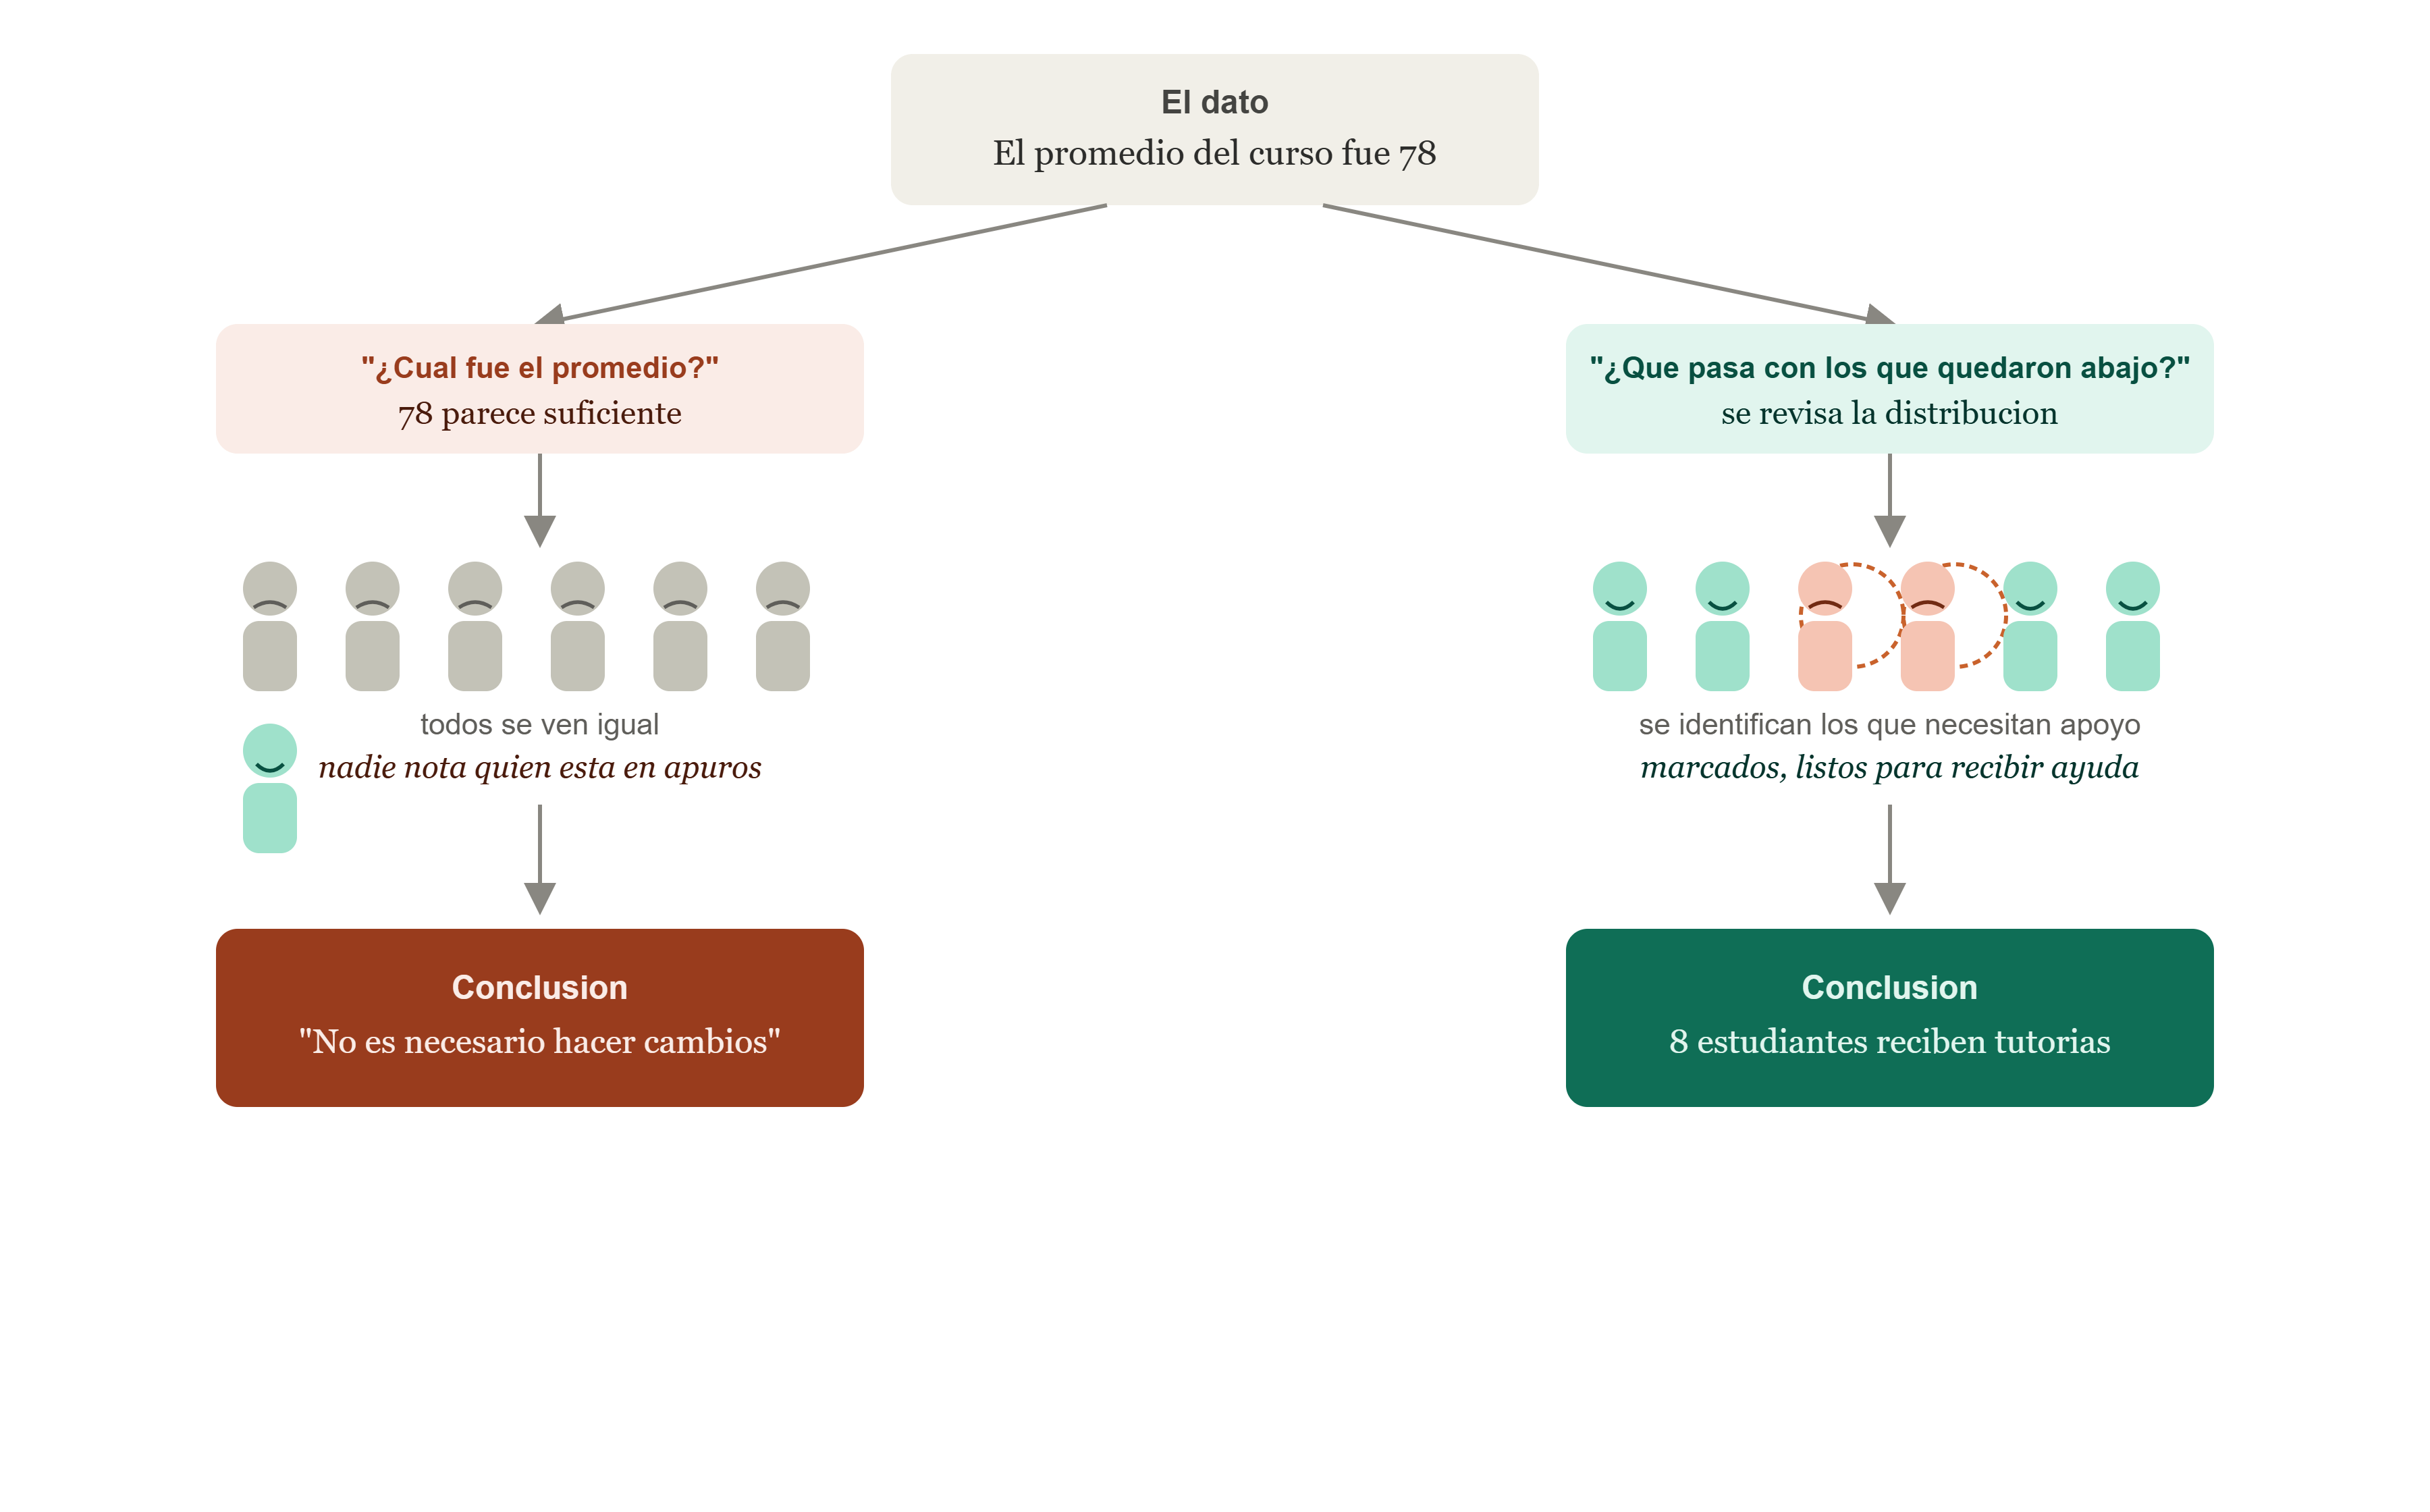 El dato
El promedio del curso fue 78
"¿Cual fue el promedio?"
78 parece suficiente
todos se ven igual
nadie nota quien esta en apuros
Conclusion
"No es necesario hacer cambios"
"¿Que pasa con los que quedaron abajo?"
se revisa la distribucion
se identifican los que necesitan apoyo
marcados, listos para recibir ayuda
Conclusion
8 estudiantes reciben tutorias